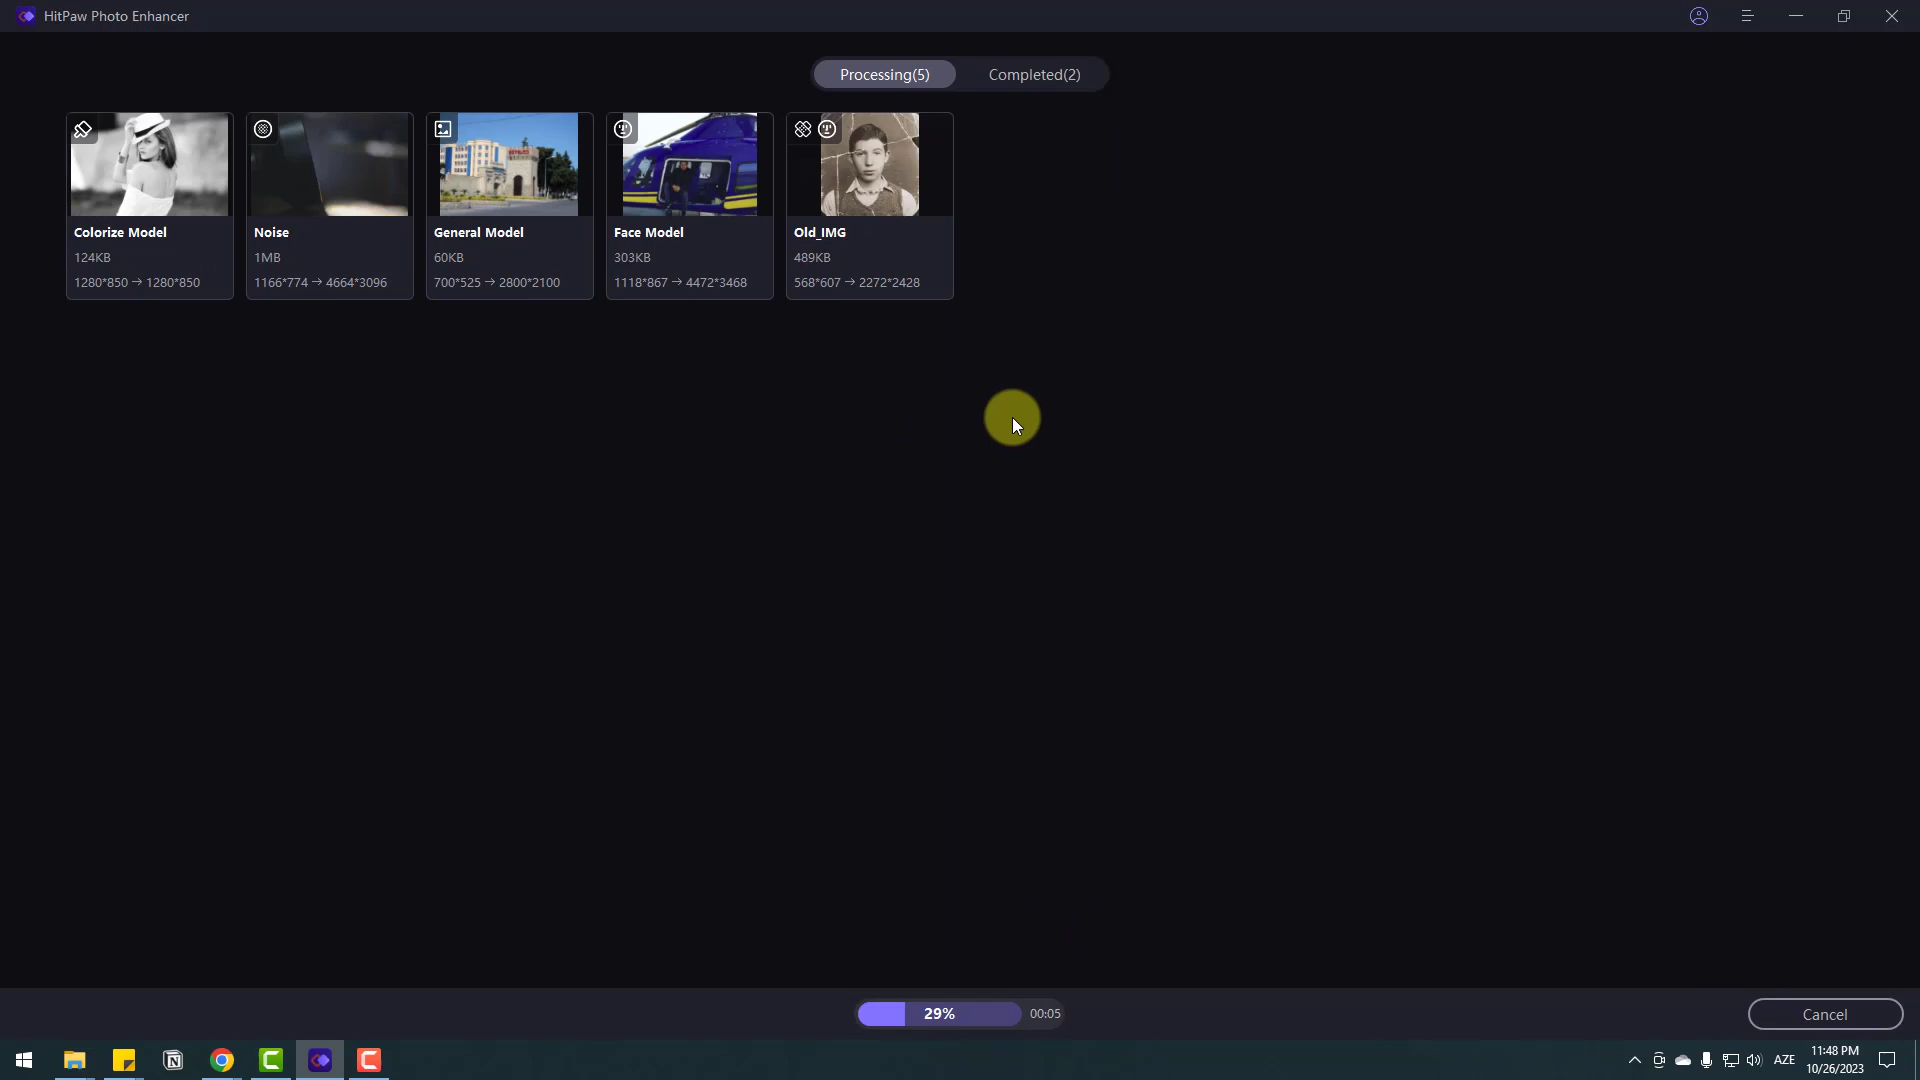 HitPaw Photo Enhancer
Processing(5)
Completed(2)
Colorize Model
124KB
1280*850 → 1280*850
Noise
1MB
1166*774 → 4664*3096
General Model
60KB
700*525 → 2800*2100
Face Model
303KB
1118*867 → 4472*3468
Old_IMG
489KB
568*607 → 2272*2428
29%
00:05
Cancel
AZE
11:48 PM
10/26/2023